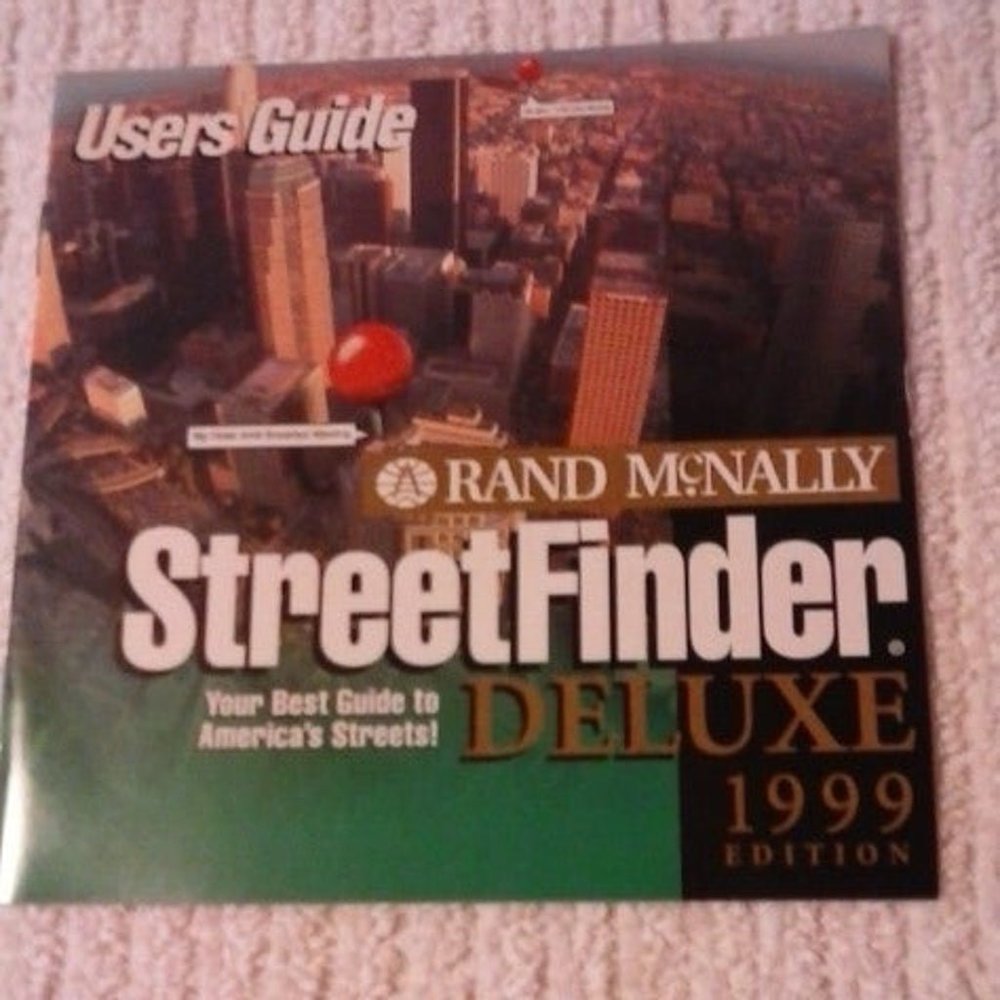 Users Guide
RAND McNALLY
StreetFinder.
Your Best Guide to
America's Streets!
DELUXE
1999
EDITION